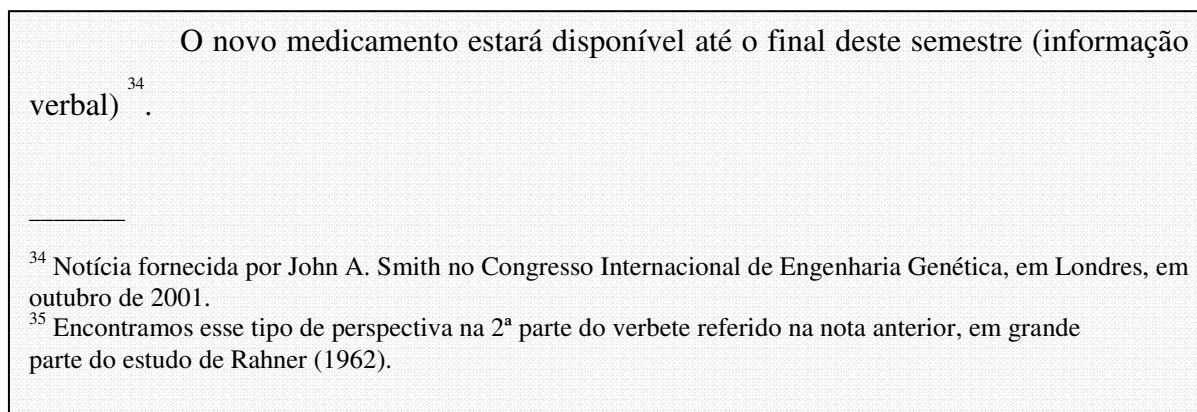 O novo medicamento estará disponível até o final deste semestre (informação
verbal) 34.
34 Notícia fornecida por John A. Smith no Congresso Internacional de Engenharia Genética, em Londres, em
outubro de 2001.
35 Encontramos esse tipo de perspectiva na 2ª parte do verbete referido na nota anterior, em grande
parte do estudo de Rahner (1962).